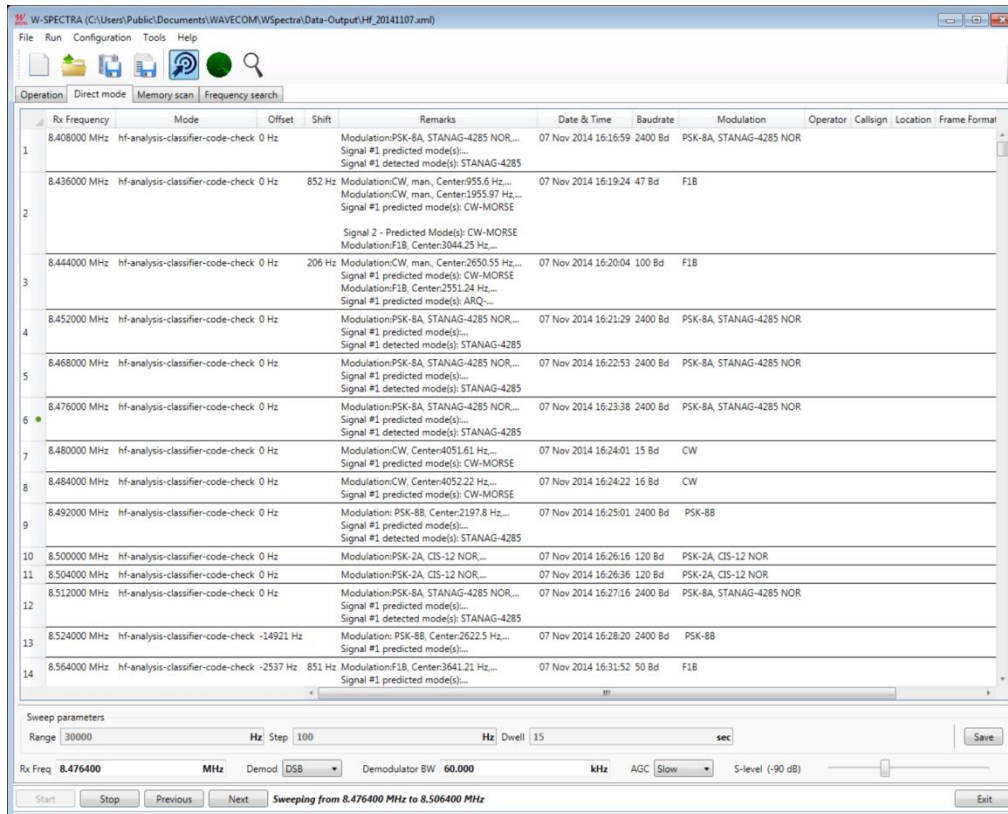 W-SPECTRA (C:\Users\Public\Documents\WAVECOM\WSpectra\Data-Output\Hf_20141107.xml)
File Run Configuration Tools Help
Operation Direct mode Memory scan Frequency search
Rx Frequency Mode Offset Shift Remarks Date & Time Baudrate Modulation Operator Callsign Location Frame Format
1 8.408000 MHz hf-analysis-classifier-code-check 0 Hz Modulation:PSK-8A, STANAG-4285 NOR,... 07 Nov 2014 16:16:59 2400 Bd PSK-8A, STANAG-4285 NOR
Signal #1 predicted mode(s):...
Signal #1 detected mode(s): STANAG-4285
2 8.436000 MHz hf-analysis-classifier-code-check 0 Hz 852 Hz Modulation:CW, man., Center:955.6 Hz,... 07 Nov 2014 16:19:24 47 Bd F1B
Modulation:CW, man., Center:1955.97 Hz,...
Signal #1 predicted mode(s): CW-MORSE
Signal 2 - Predicted Mode(s): CW-MORSE
Modulation:F1B, Center:3044.25 Hz,...
3 8.444000 MHz hf-analysis-classifier-code-check 0 Hz 206 Hz Modulation:CW, man., Center:2650.55 Hz,... 07 Nov 2014 16:20:04 100 Bd F1B
Signal #1 predicted mode(s): CW-MORSE
Modulation:F1B, Center:2551.24 Hz,...
Signal #1 predicted mode(s): ARQ-...
4 8.452000 MHz hf-analysis-classifier-code-check 0 Hz Modulation:PSK-8A, STANAG-4285 NOR,... 07 Nov 2014 16:21:29 2400 Bd PSK-8A, STANAG-4285 NOR
Signal #1 predicted mode(s):...
Signal #1 detected mode(s): STANAG-4285
5 8.468000 MHz hf-analysis-classifier-code-check 0 Hz Modulation:PSK-8A, STANAG-4285 NOR,... 07 Nov 2014 16:22:53 2400 Bd PSK-8A, STANAG-4285 NOR
Signal #1 predicted mode(s):...
Signal #1 detected mode(s): STANAG-4285
6 8.476000 MHz hf-analysis-classifier-code-check 0 Hz Modulation:PSK-8A, STANAG-4285 NOR,... 07 Nov 2014 16:23:38 2400 Bd PSK-8A, STANAG-4285 NOR
Signal #1 predicted mode(s):...
Signal #1 detected mode(s): STANAG-4285
7 8.480000 MHz hf-analysis-classifier-code-check 0 Hz Modulation:CW, Center:4051.61 Hz,... 07 Nov 2014 16:24:01 15 Bd CW
Signal #1 predicted mode(s): CW-MORSE
8 8.484000 MHz hf-analysis-classifier-code-check 0 Hz Modulation:CW, Center:4052.22 Hz,... 07 Nov 2014 16:24:22 16 Bd CW
Signal #1 predicted mode(s): CW-MORSE
9 8.492000 MHz hf-analysis-classifier-code-check 0 Hz Modulation: PSK-8B, Center:2197.8 Hz,... 07 Nov 2014 16:25:01 2400 Bd PSK-8B
Signal #1 predicted mode(s):...
Signal #1 detected mode(s): STANAG-4285
10 8.500000 MHz hf-analysis-classifier-code-check 0 Hz Modulation:PSK-2A, CIS-12 NOR,... 07 Nov 2014 16:26:16 120 Bd PSK-2A, CIS-12 NOR
11 8.504000 MHz hf-analysis-classifier-code-check 0 Hz Modulation:PSK-2A, CIS-12 NOR,... 07 Nov 2014 16:26:36 120 Bd PSK-2A, CIS-12 NOR
12 8.512000 MHz hf-analysis-classifier-code-check 0 Hz Modulation:PSK-8A, STANAG-4285 NOR,... 07 Nov 2014 16:27:16 2400 Bd PSK-8A, STANAG-4285 NOR
Signal #1 predicted mode(s):...
Signal #1 detected mode(s): STANAG-4285
13 8.524000 MHz hf-analysis-classifier-code-check -14921 Hz Modulation: PSK-8B, Center:2622.5 Hz,... 07 Nov 2014 16:28:20 2400 Bd PSK-8B
Signal #1 predicted mode(s):...
14 8.564000 MHz hf-analysis-classifier-code-check -2537 Hz 851 Hz Modulation:F1B, Center:3641.21 Hz,... 07 Nov 2014 16:31:52 50 Bd F1B
Signal #1 predicted mode(s):...
Sweep parameters
Range 30000 Hz Step 100 Hz Dwell 15 sec Save
Rx Freq 8.476400 MHz Demod DSB Demodulator BW 60.000 kHz AGC Slow S-level (-90 dB)
Start Stop Previous Next Sweeping from 8.476400 MHz to 8.506400 MHz Exit